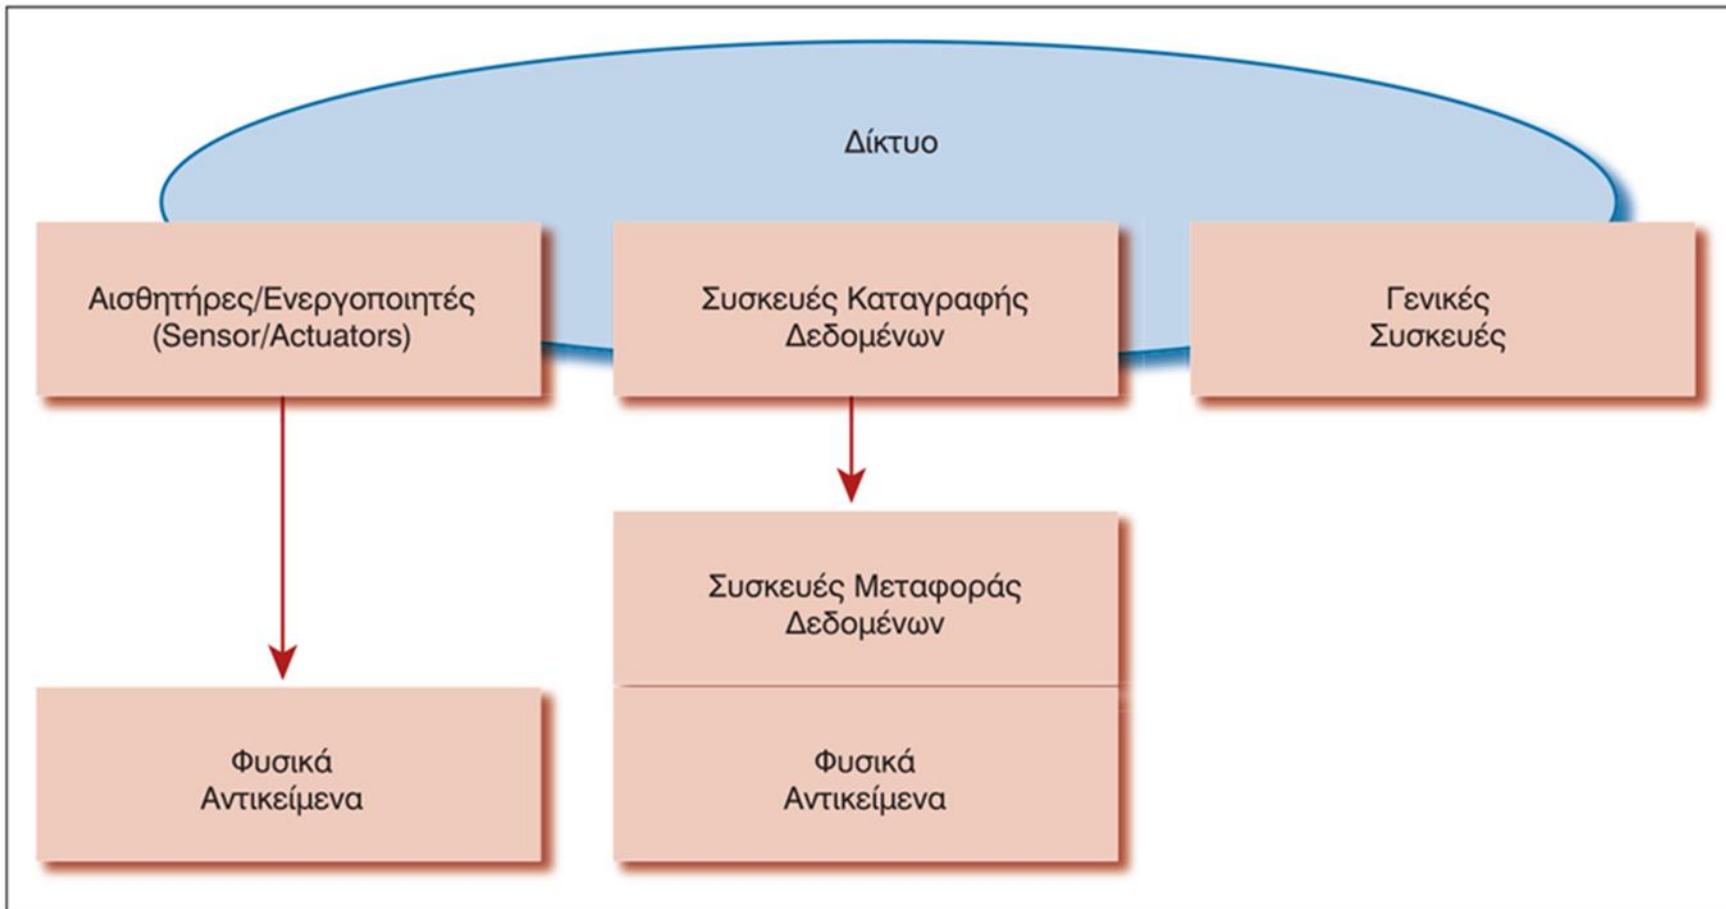 Δίκτυο
Αισθητήρες/Ενεργοποιητές
(Sensor/Actuators)
Συσκευές Καταγραφής
Δεδομένων
Γενικές
Συσκευές
Συσκευές Μεταφοράς
Δεδομένων
Φυσικά
Αντικείμενα
Φυσικά
Αντικείμενα